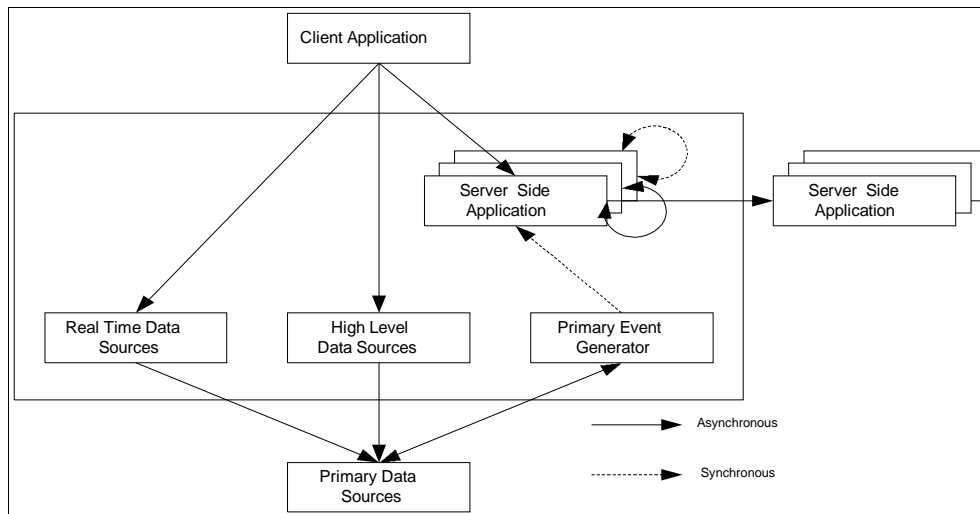 Client Application
Server Side
Application
Server Side
Application
Real Time Data
Sources
High Level
Data Sources
Primary Event
Generator
Asynchronous
Primary Data
Sources
Synchronous